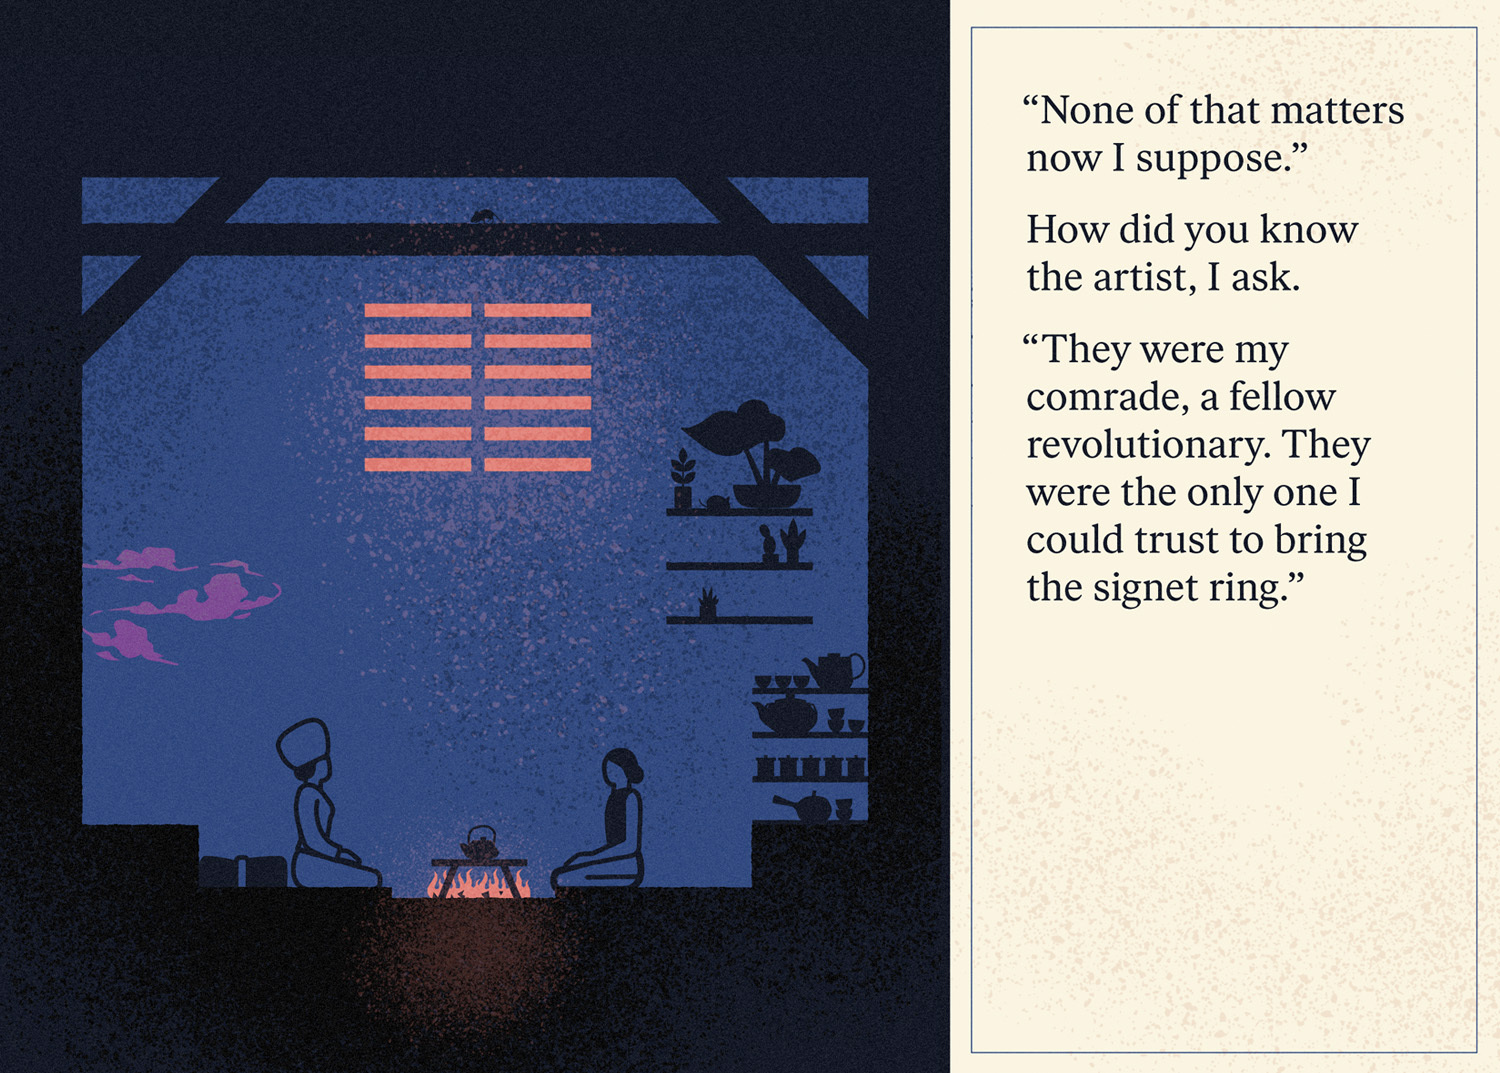 “None of that matters
now I suppose.”
How did you know
the artist, I ask.
“They were my
comrade, a fellow
revolutionary. They
were the only one I
could trust to bring
the signet ring.”